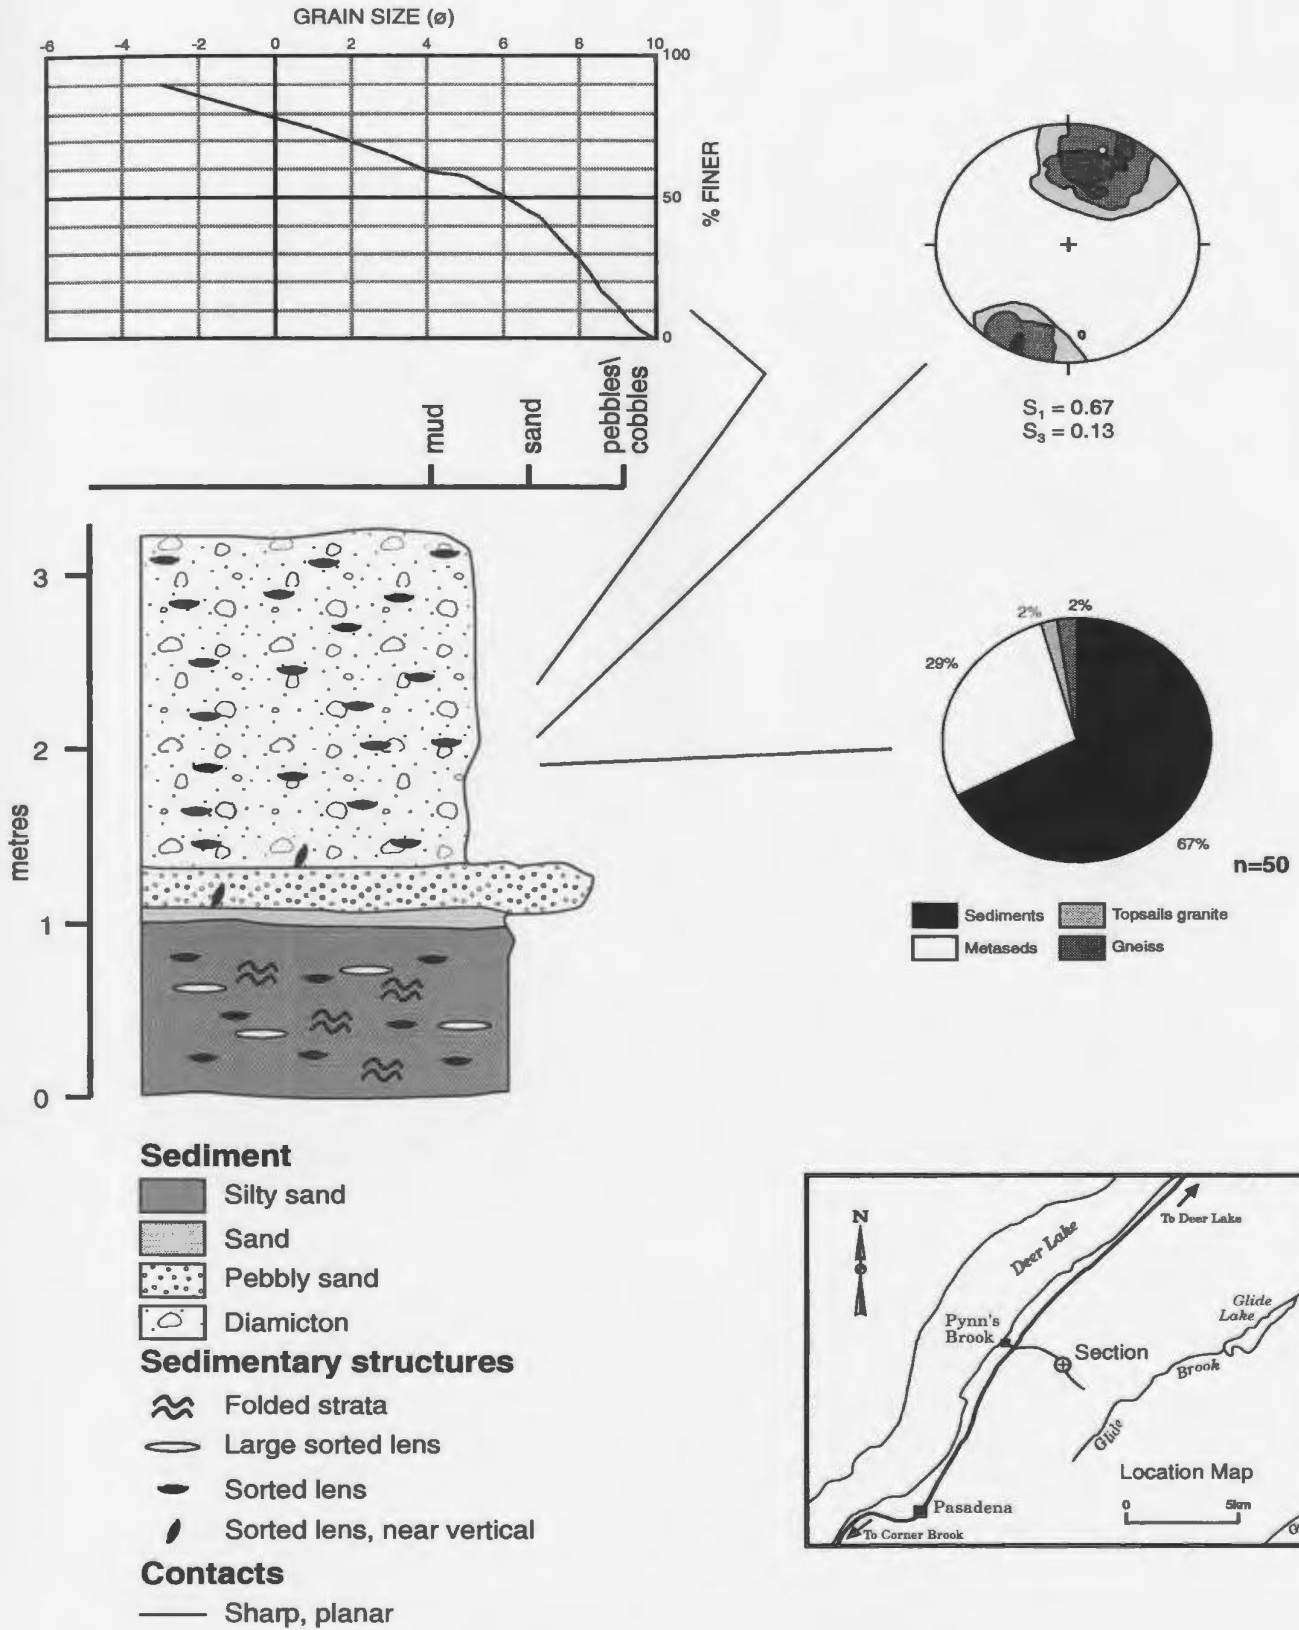 GRAIN SIZE (ø)
-6 -4 -2 0 2 4 6 8 10
100
50
0
% FINER
S₁ = 0.67
S₃ = 0.13
mud
sand
pebbles\
cobbles
3
2
1
0
metres
2% 2%
29%
67%
n=50
Sediments
Topsails granite
Metaseds
Gneiss
Sediment
Silty sand
Sand
Pebbly sand
Diamicton
Sedimentary structures
Folded strata
Large sorted lens
Sorted lens
Sorted lens, near vertical
Contacts
Sharp, planar
N
To Deer Lake
Deer Lake
Glide
Lake
Pynn's
Brook
Section
Brook
Glide
Location Map
Pasadena
0 5km
To Corner Brook
G